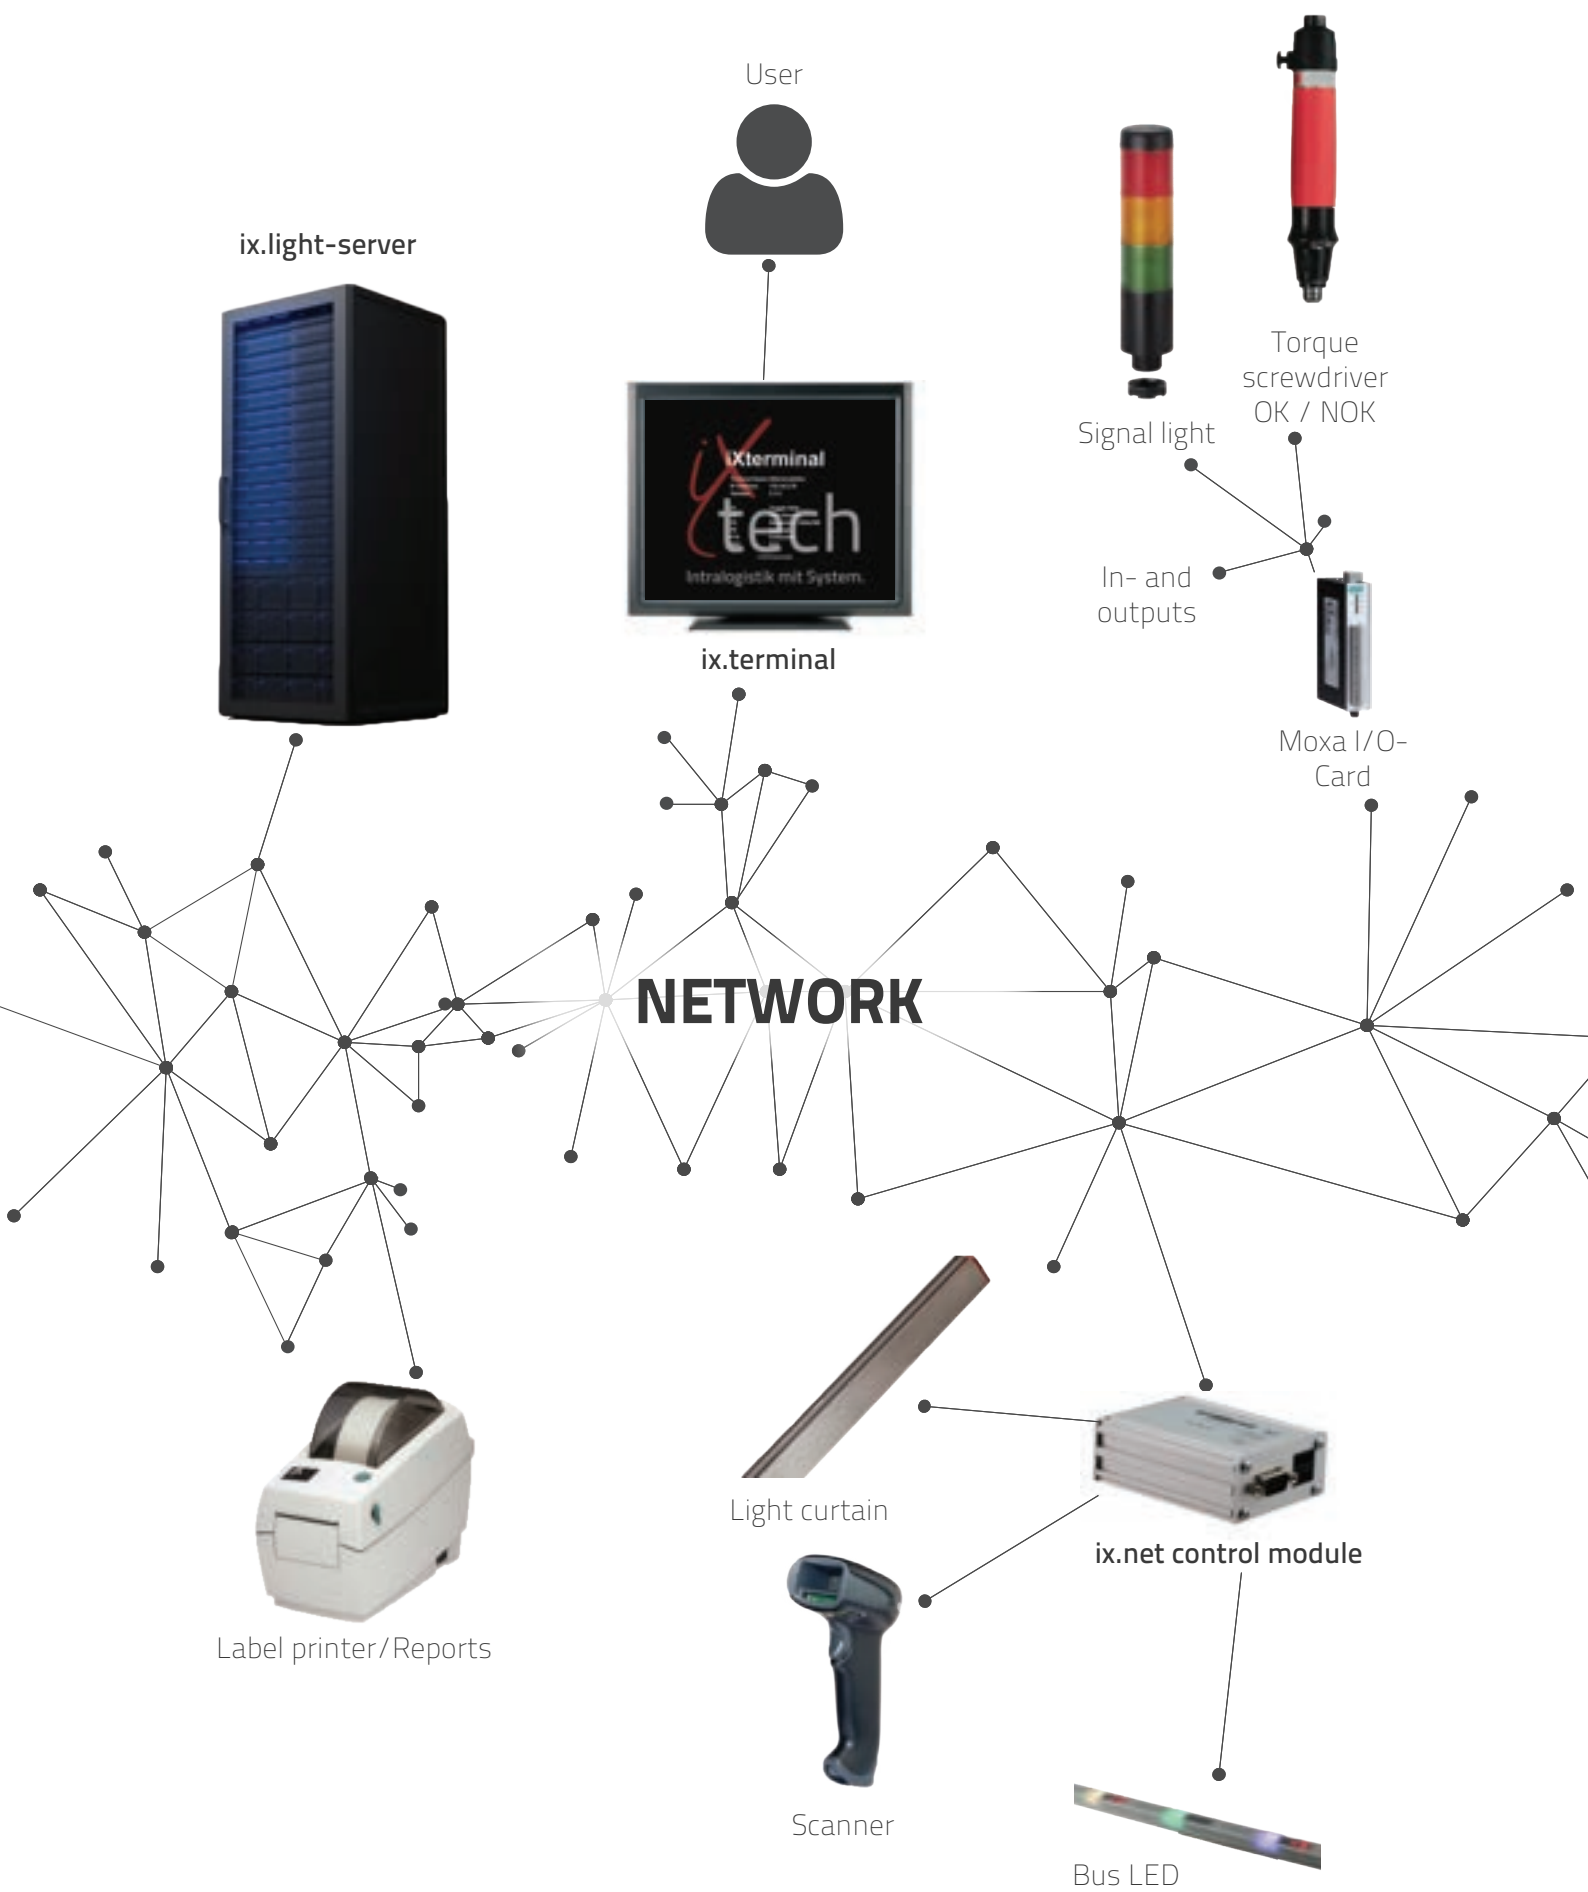 User
ix.light-server
iXterminal
iX
tech
Intralogistik mit System.
ix.terminal
Torque
screwdriver
OK / NOK
Signal light
In- and
outputs
Moxa I/O-
Card
NETWORK
Light curtain
ix.net control module
Label printer/Reports
Scanner
Bus LED